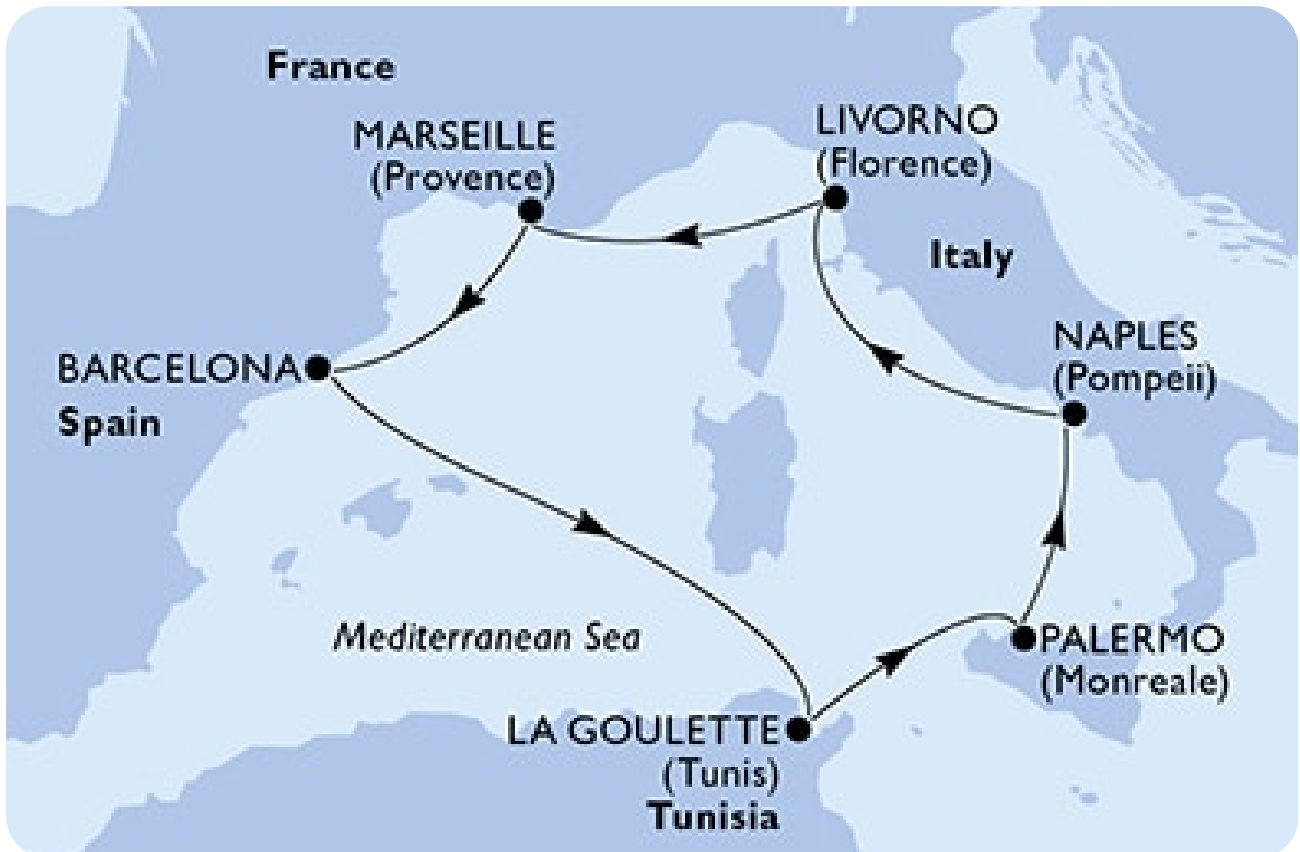 France
MARSEILLE
(Provence)
LIVORNO
(Florence)
Italy
NAPLES
(Pompeii)
BARCELONA
Spain
Mediterranean Sea
PALERMO
(Monreale)
LA GOULETTE
(Tunis)
Tunisia